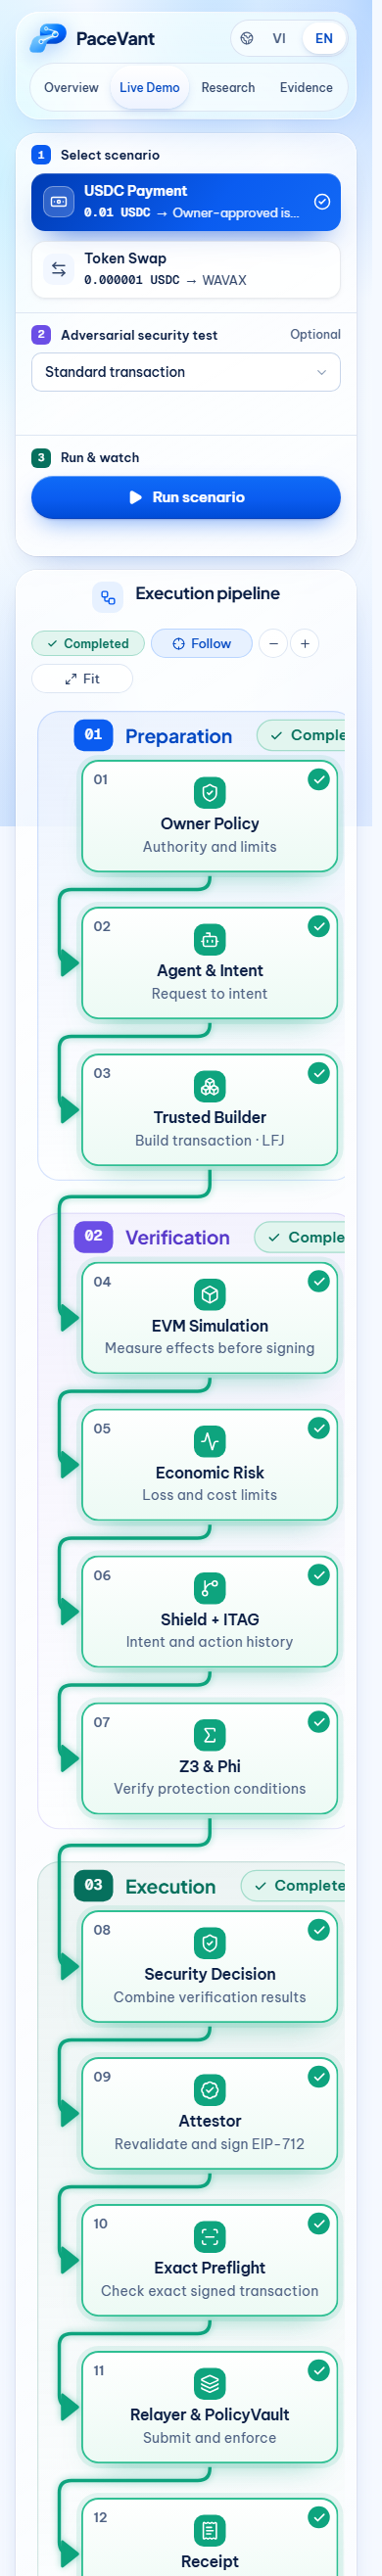 PaceVant
VI
EN
Overview
Live Demo
Research
Evidence
1
Select scenario
USDC Payment
0.01 USDC → Owner-approved is...
Token Swap
0.000001 USDC → WAVAX
2
Adversarial security test
Optional
Standard transaction
3
Run & watch
Run scenario
Execution pipeline
Completed
Follow
−
+
Fit
01
Preparation
Comple
01
Owner Policy
Authority and limits
02
Agent & Intent
Request to intent
03
Trusted Builder
Build transaction · LFJ
02
Verification
Comple
04
EVM Simulation
Measure effects before signing
05
Economic Risk
Loss and cost limits
06
Shield + ITAG
Intent and action history
07
Z3 & Phi
Verify protection conditions
03
Execution
Complete
08
Security Decision
Combine verification results
09
Attestor
Revalidate and sign EIP-712
10
Exact Preflight
Check exact signed transaction
11
Relayer & PolicyVault
Submit and enforce
12
Receipt